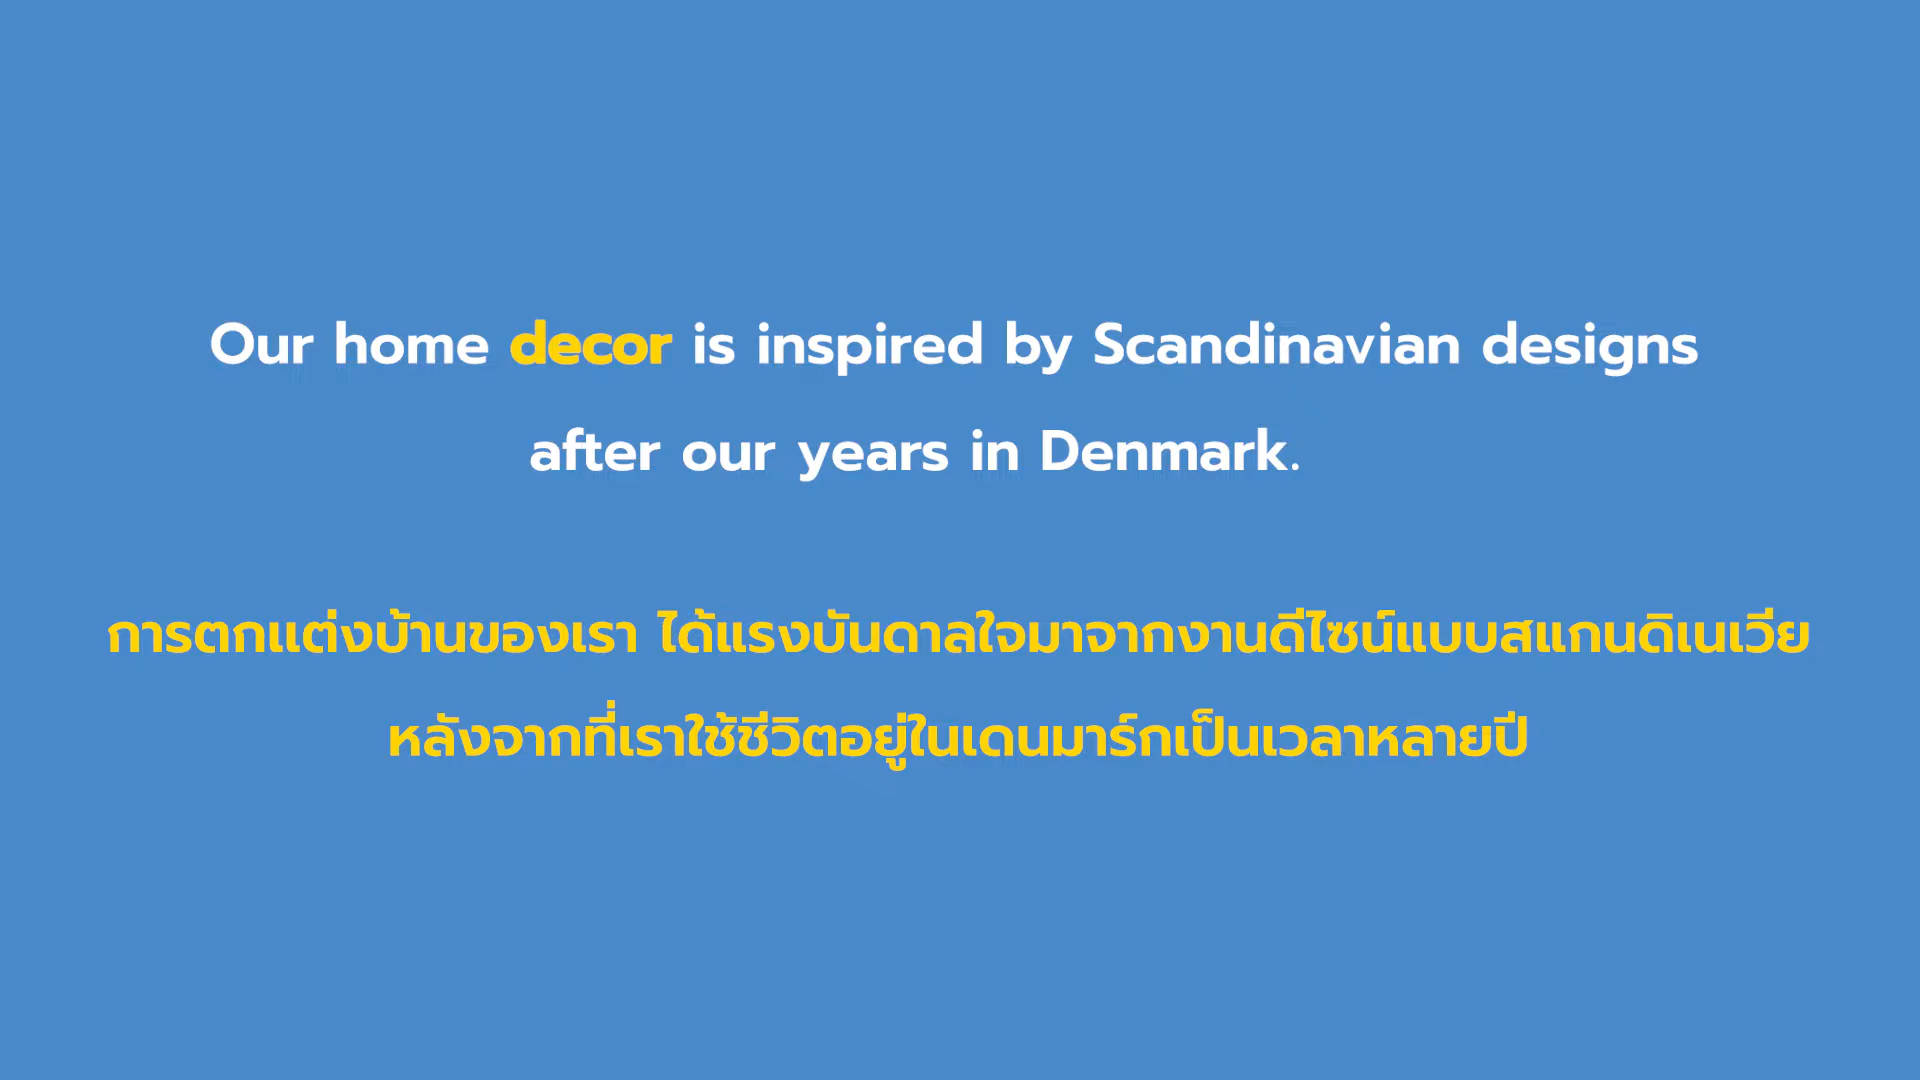 Our home decor is inspired by Scandinavian designs
after our years in Denmark.
การตกแต่งบ้านของเรา ได้แรงบันดาลใจมาจากงานดีไซน์แบบสแกนดิเนเวีย
หลังจากที่เราใช้ชีวิตอยู่ในเดนมาร์กเป็นเวลาหลายปี